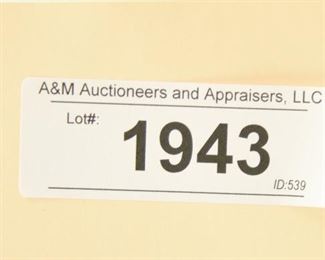 A&M Auctioneers and Appraisers, LLC
Lot#:
1943
ID:539